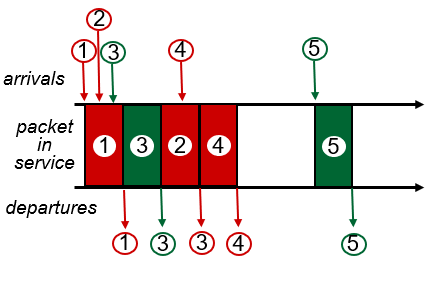 2
1 3 4 5
arrivals
packet
in
service
1 3 2 4 5
departures
1 3 3 4 5